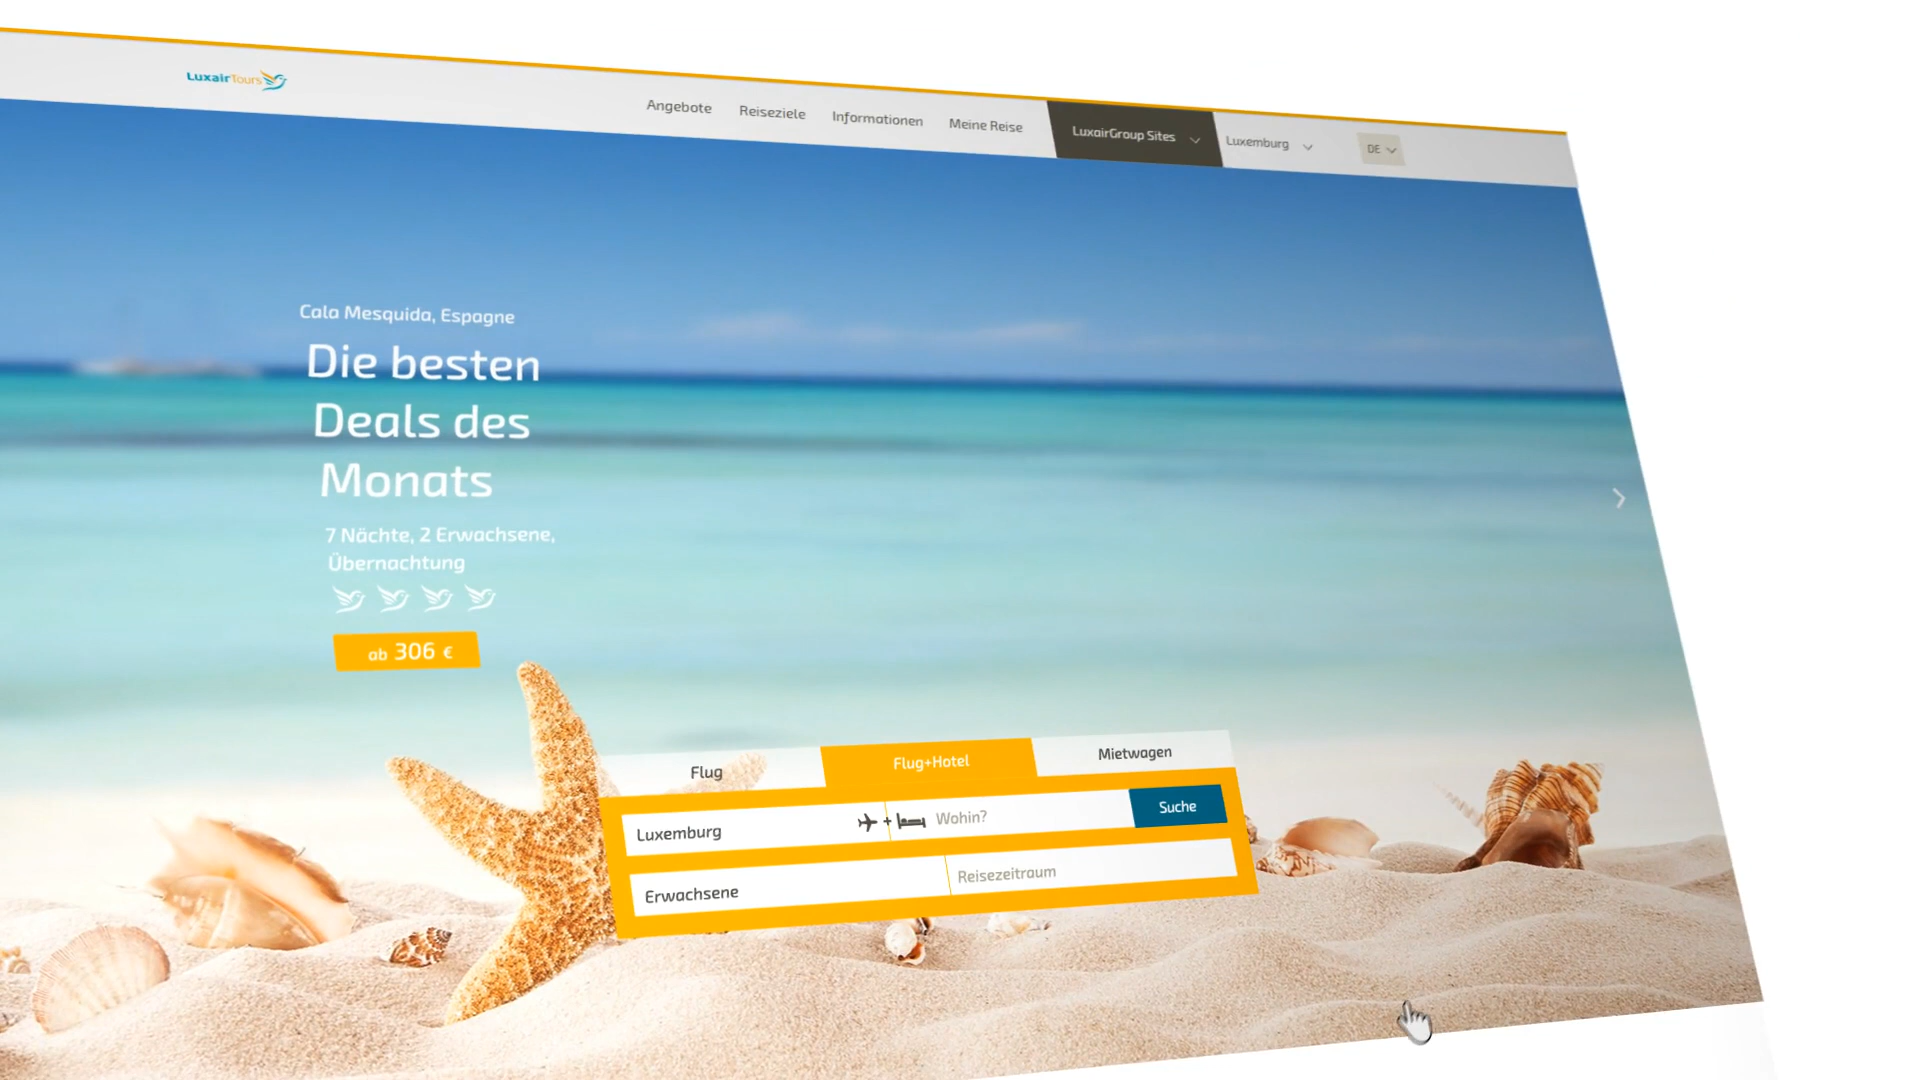 LuxairTours
Angebote
Reiseziele
Informationen
Meine Reise
LuxairGroup Sites
Luxemburg
DE
Cala Mesquida, Espagne
Die besten
Deals des
Monats
7 Nächte, 2 Erwachsene,
Übernachtung
ab 306 €
Flug
Flug+Hotel
Mietwagen
Luxemburg
+
Wohin?
Suche
Erwachsene
Reisezeitraum